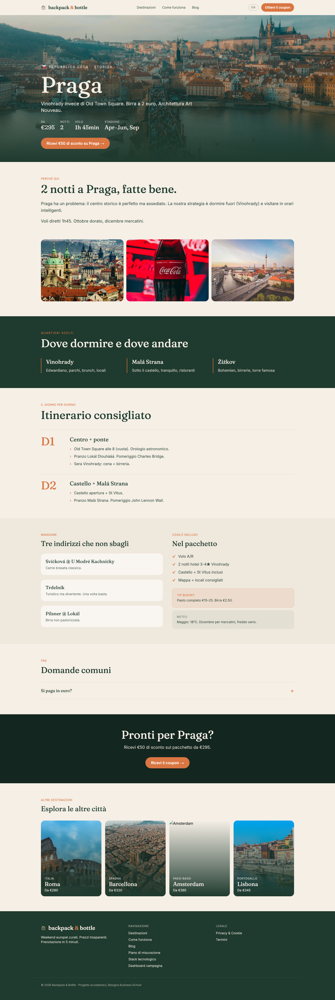 backpack & bottle
Destinazioni
Come funziona
Blog
EN
Ottieni il coupon
REPUBBLICA CECA · STORICA
Praga
Vinohrady invece di Old Town Square. Birra a 2 euro. Architettura Art
Nouveau.
DA
€295
NOTTI
2
VOLO
1h 45min
STAGIONE
Apr–Jun, Sep
Ricevi €50 di sconto su Praga →
PERCHÉ QUI
2 notti a Praga, fatte bene.
Praga ha un problema: il centro storico è perfetto ma assediato. La nostra strategia è dormire fuori (Vinohrady) e visitare in orari
intelligenti.
Voli diretti 1h45. Ottobre dorato, dicembre mercatini.
ORIGINAL TASTE
Coca-Cola
QUARTIERI SCELTI
Dove dormire e dove andare
Vinohrady
Edwardiano, parchi, brunch, locali
Malá Strana
Sotto il castello, tranquillo, ristoranti
Žižkov
Bohemien, birrerie, torre famosa
IL GIORNO PER GIORNO
Itinerario consigliato
D1
Centro + ponte
› Old Town Square alle 8 (vuota). Orologio astronomico.
› Pranzo Lokál Dlouhááá. Pomeriggio Charles Bridge.
› Sera Vinohrady: cena + birreria.
D2
Castello + Malá Strana
› Castello apertura + St Vitus.
› Pranzo Malá Strana. Pomeriggio John Lennon Wall.
MANGIARE
Tre indirizzi che non sbagli
Svíčková @ U Modré Kachničky
Carne brasata classica.
Trdelník
Turistico ma divertente. Una volta basta.
Pilsner @ Lokál
Birra non pastorizzata.
COSA È INCLUSO
Nel pacchetto
✓ Volo A/R
✓ 2 notti hotel 3-4★ Vinohrady
✓ Castello + St Vitus inclusi
✓ Mappa + locali consigliati
TIP BUDGET
Pasto completo €15–25. Birra €2.50.
METEO
Maggio: 18°C. Dicembre per mercatini, freddo serio.
FAQ
Domande comuni
Si paga in euro? +
Pronti per Praga?
Ricevi €50 di sconto sul pacchetto da €295.
Ricevi il coupon →
ALTRE DESTINAZIONI
Esplora le altre città
ITALIA
Roma
Da €280
SPAGNA
Barcellona
Da €320
Amsterdam
PAESI BASSI
Amsterdam
Da €365
PORTOGALLO
Lisbona
Da €345
backpack & bottle
Weekend europei curati. Prezzi trasparenti.
Prenotazione in 5 minuti.
NAVIGAZIONE
Destinazioni
Come funziona
Blog
Piano di misurazione
Stack tecnologico
Dashboard campagna
LEGALE
Privacy & Cookie
Termini
© 2026 Backpack & Bottle · Progetto accademico, Bologna Business School